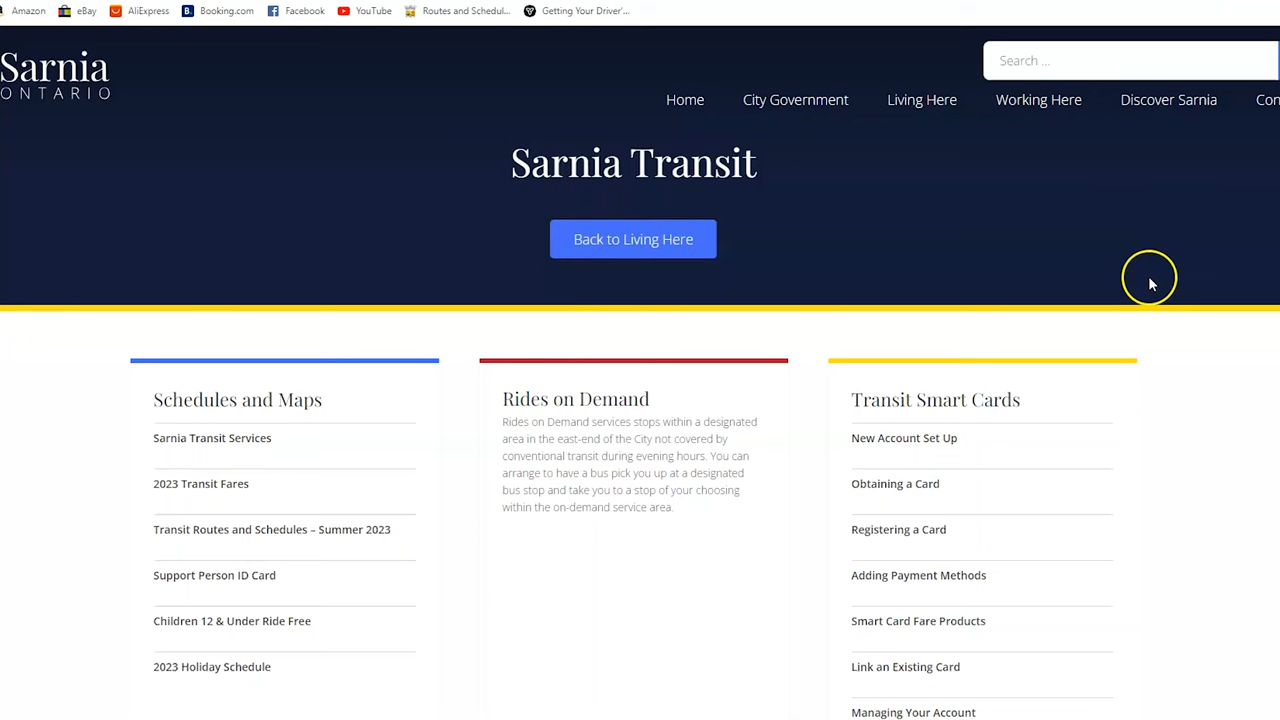 Amazon
eBay
AliExpress
Booking.com
Facebook
YouTube
Routes and Schedul...
Getting Your Driver'...
Sarnia
ONTARIO
Search ...
Home
City Government
Living Here
Working Here
Discover Sarnia
Con
Sarnia Transit
Back to Living Here
Schedules and Maps
Sarnia Transit Services
2023 Transit Fares
Transit Routes and Schedules – Summer 2023
Support Person ID Card
Children 12 & Under Ride Free
2023 Holiday Schedule
Rides on Demand
Rides on Demand services stops within a designated
area in the east-end of the City not covered by
conventional transit during evening hours. You can
arrange to have a bus pick you up at a designated
bus stop and take you to a stop of your choosing
within the on-demand service area.
Transit Smart Cards
New Account Set Up
Obtaining a Card
Registering a Card
Adding Payment Methods
Smart Card Fare Products
Link an Existing Card
Managing Your Account